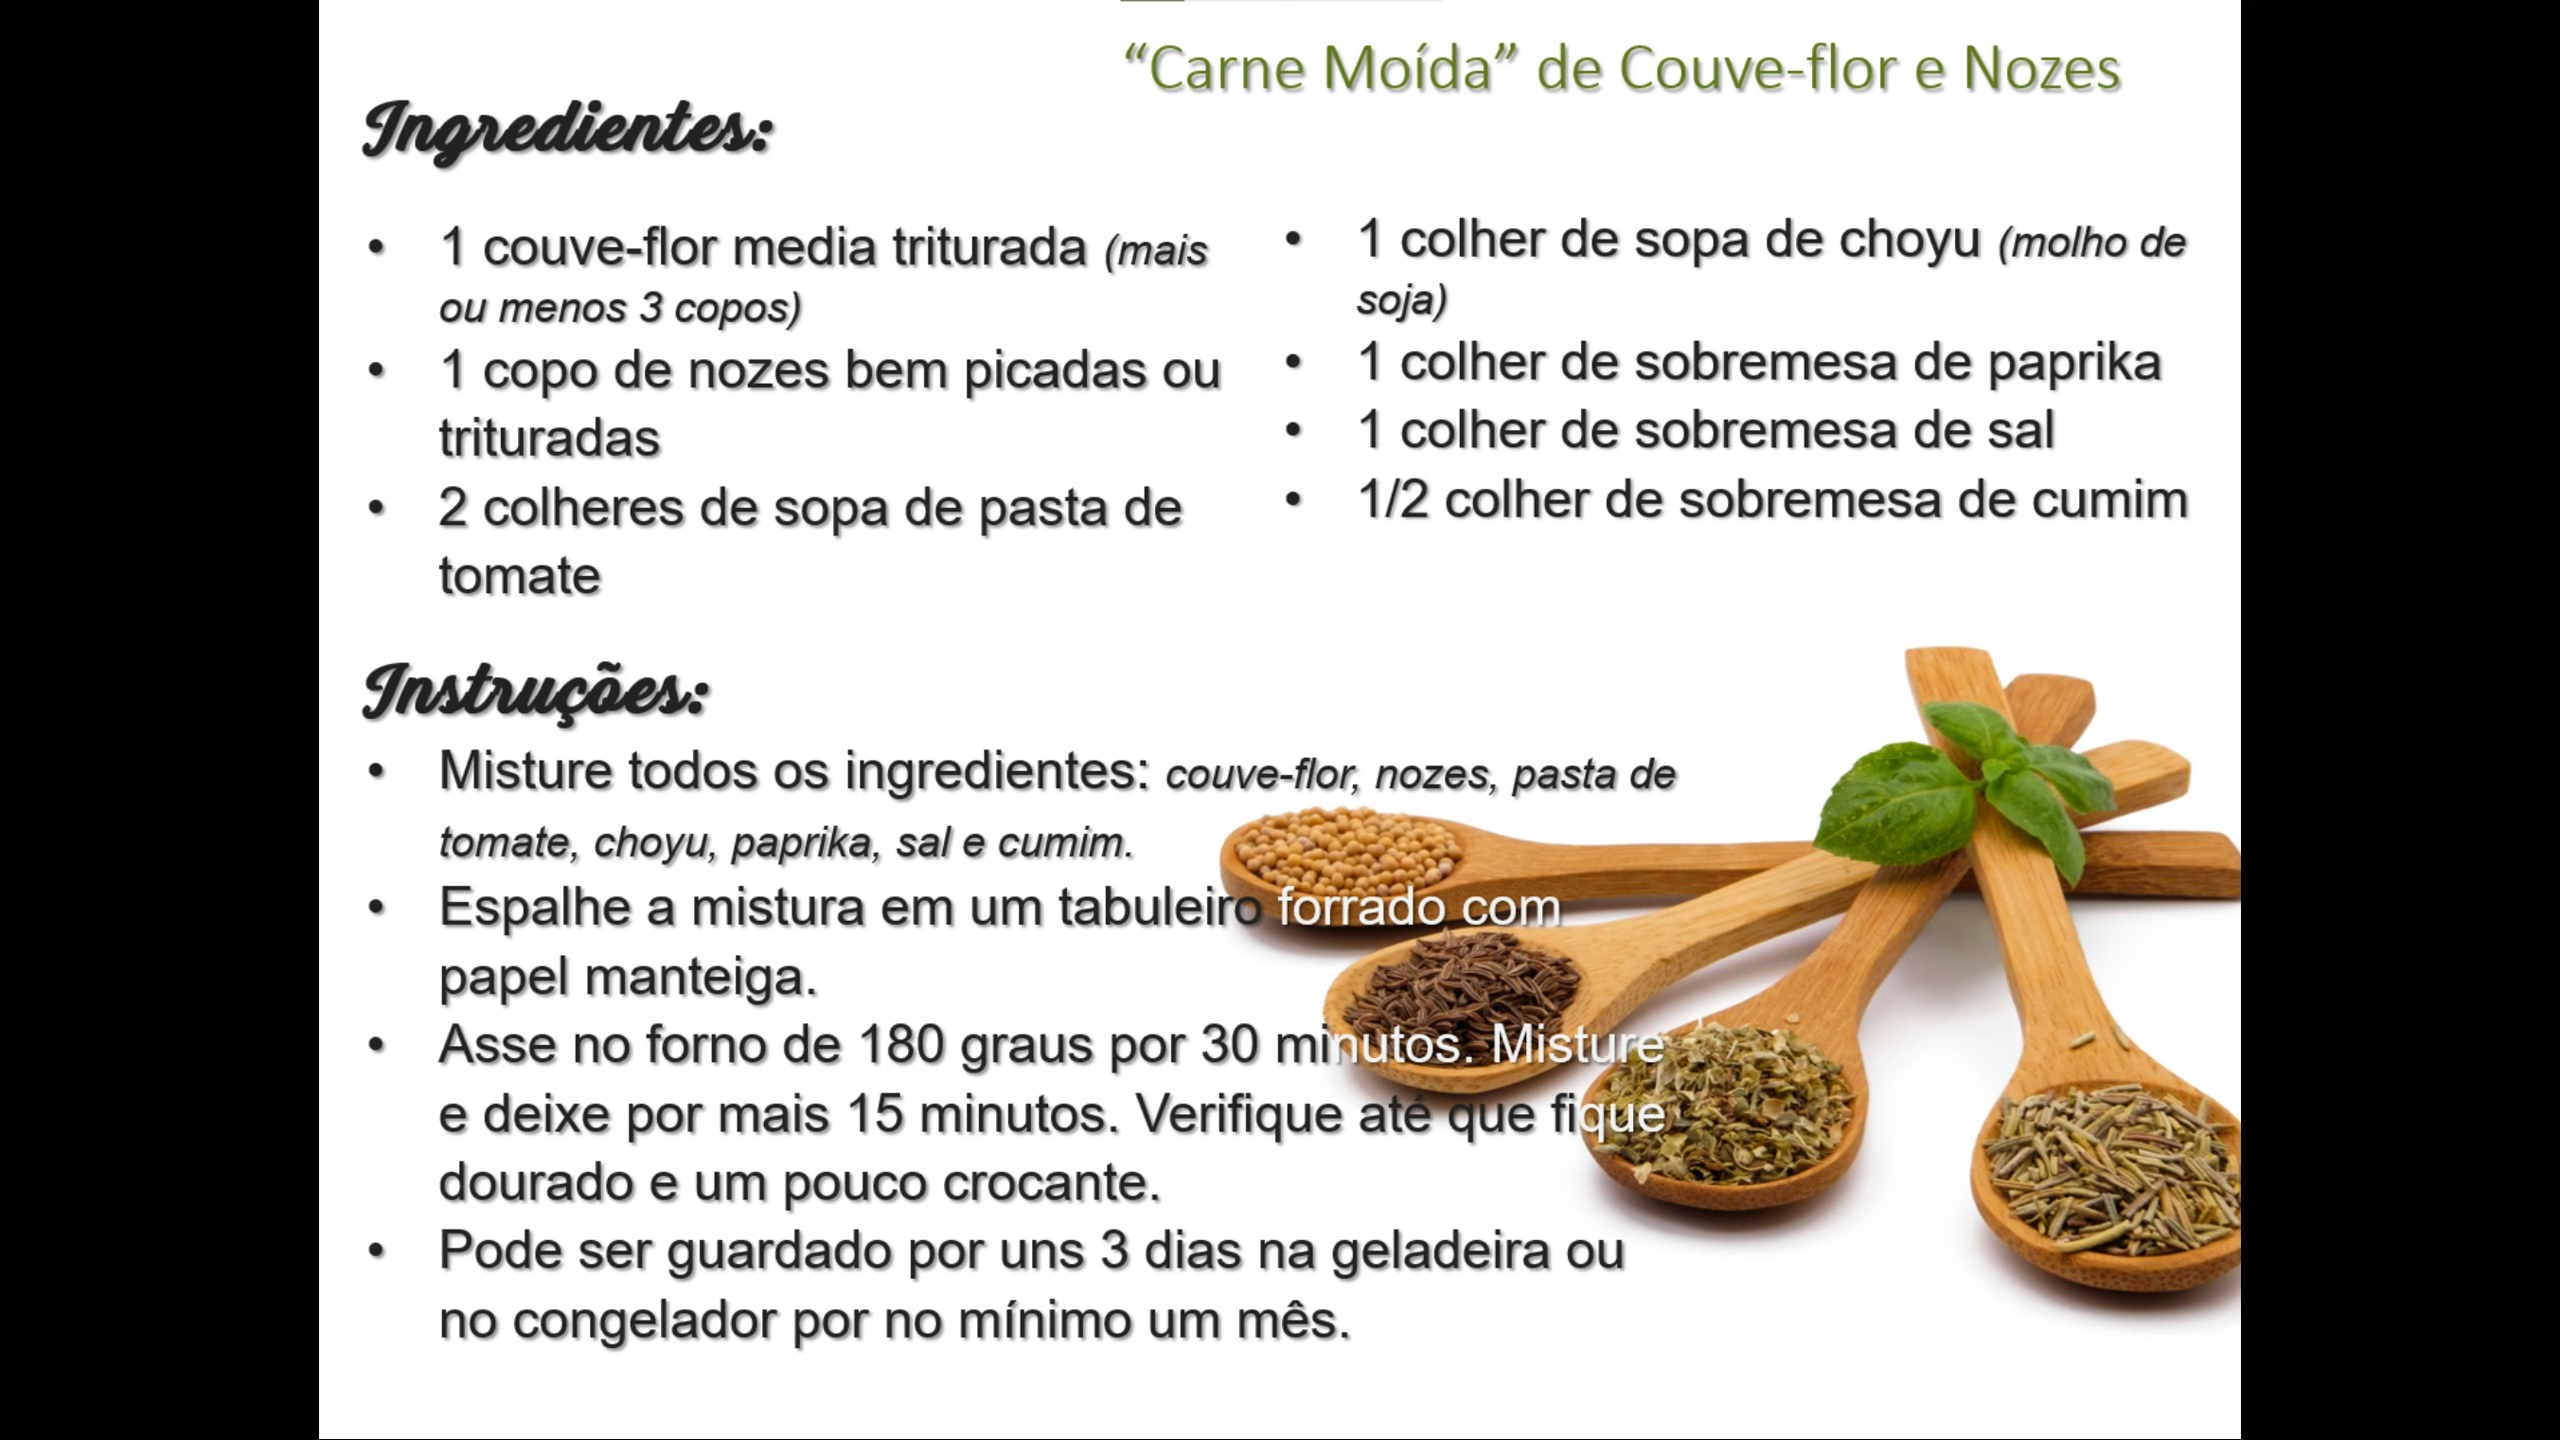 “Carne Moída” de Couve-flor e Nozes
Ingredientes:
• 1 couve-flor media triturada (mais
ou menos 3 copos)
• 1 copo de nozes bem picadas ou
trituradas
• 2 colheres de sopa de pasta de
tomate
• 1 colher de sopa de choyu (molho de
soja)
• 1 colher de sobremesa de paprika
• 1 colher de sobremesa de sal
• 1/2 colher de sobremesa de cumim
Instruções:
• Misture todos os ingredientes: couve-flor, nozes, pasta de
tomate, choyu, paprika, sal e cumim.
• Espalhe a mistura em um tabuleiro forrado com
papel manteiga.
• Asse no forno de 180 graus por 30 minutos. Misture
e deixe por mais 15 minutos. Verifique até que fique
dourado e um pouco crocante.
• Pode ser guardado por uns 3 dias na geladeira ou
no congelador por no mínimo um mês.